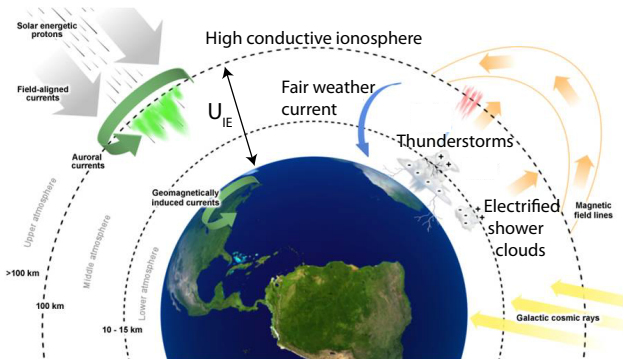 Solar energetic
protons
High conductive ionosphere
Field-aligned
currents
Fair weather
current
U_IE
Thunderstorms
Auroral
currents
Geomagnetically
induced currents
Electrified
shower
clouds
Magnetic
field lines
Upper atmosphere
Middle atmosphere
Lower atmosphere
>100 km
100 km
10 - 15 km
Galactic cosmic rays